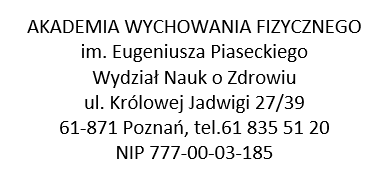 AKADEMIA WYCHOWANIA FIZYCZNEGO
im. Eugeniusza Piaseckiego
Wydział Nauk o Zdrowiu
ul. Królowej Jadwigi 27/39
61-871 Poznań, tel.61 835 51 20
NIP 777-00-03-185